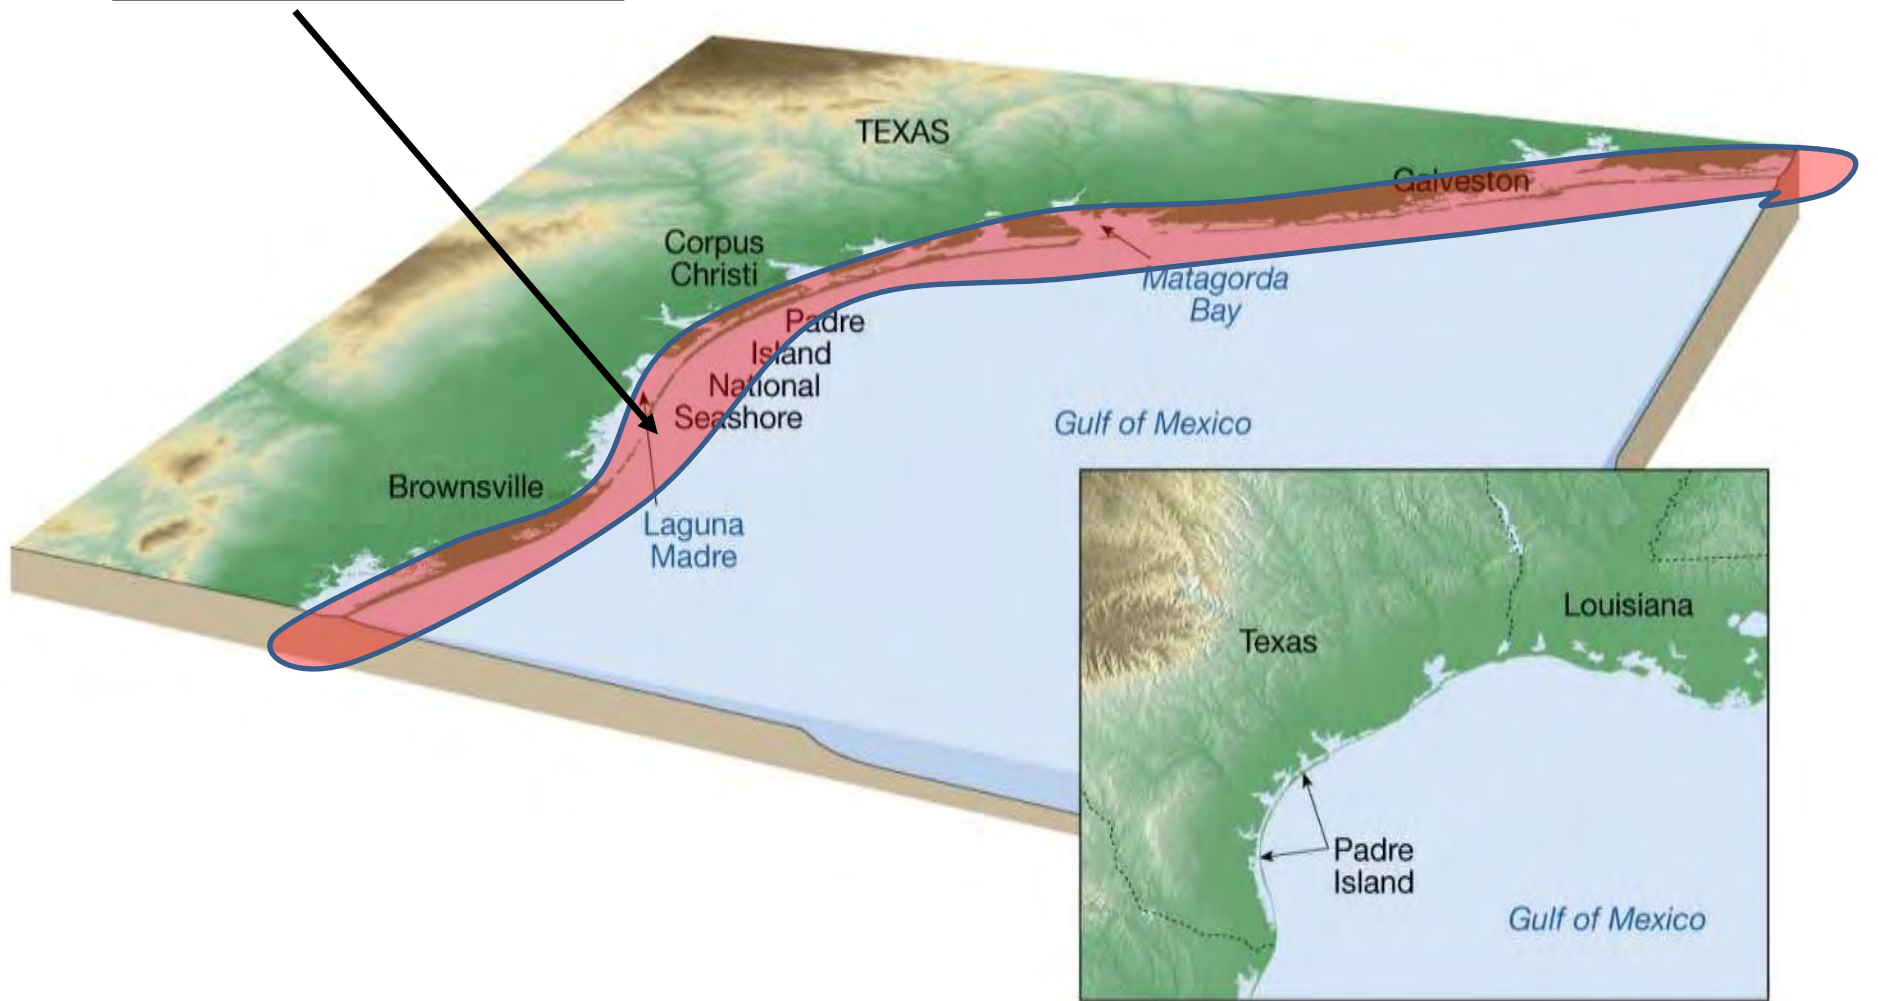 TEXAS
Galveston
Corpus
Christi
Matagorda
Bay
Padre
Island
National
Seashore
Gulf of Mexico
Brownsville
Laguna
Madre
Louisiana
Texas
Padre
Island
Gulf of Mexico